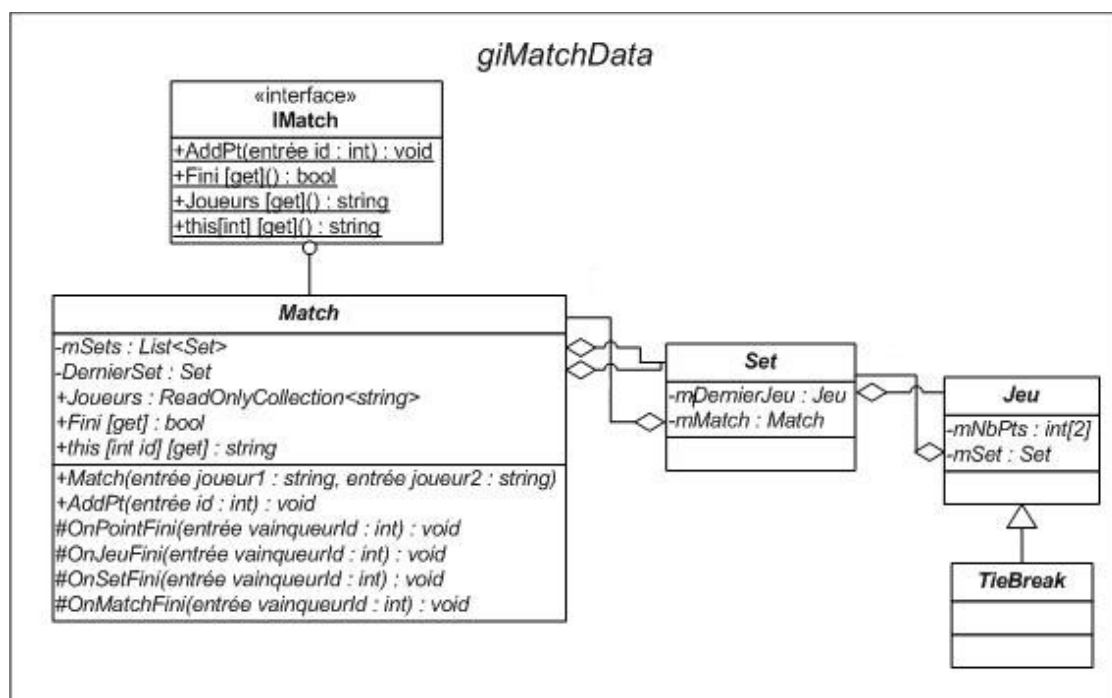 giMatchData
«interface»
IMatch
+AddPt(entrée id : int) : void
+Fini [get]() : bool
+Joueurs [get]() : string
+this[int] [get]() : string
Match
-mSets : List<Set>
-DernierSet : Set
+Joueurs : ReadOnlyCollection<string>
+Fini [get] : bool
+this [int id] [get] : string
+Match(entrée joueur1 : string, entrée joueur2 : string)
+AddPt(entrée id : int) : void
#OnPointFini(entrée vainqueurId : int) : void
#OnJeuFini(entrée vainqueurId : int) : void
#OnSetFini(entrée vainqueurId : int) : void
#OnMatchFini(entrée vainqueurId : int) : void
Set
-mDernierJeu : Jeu
-mMatch : Match
Jeu
-mNbPts : int[2]
-mSet : Set
TieBreak